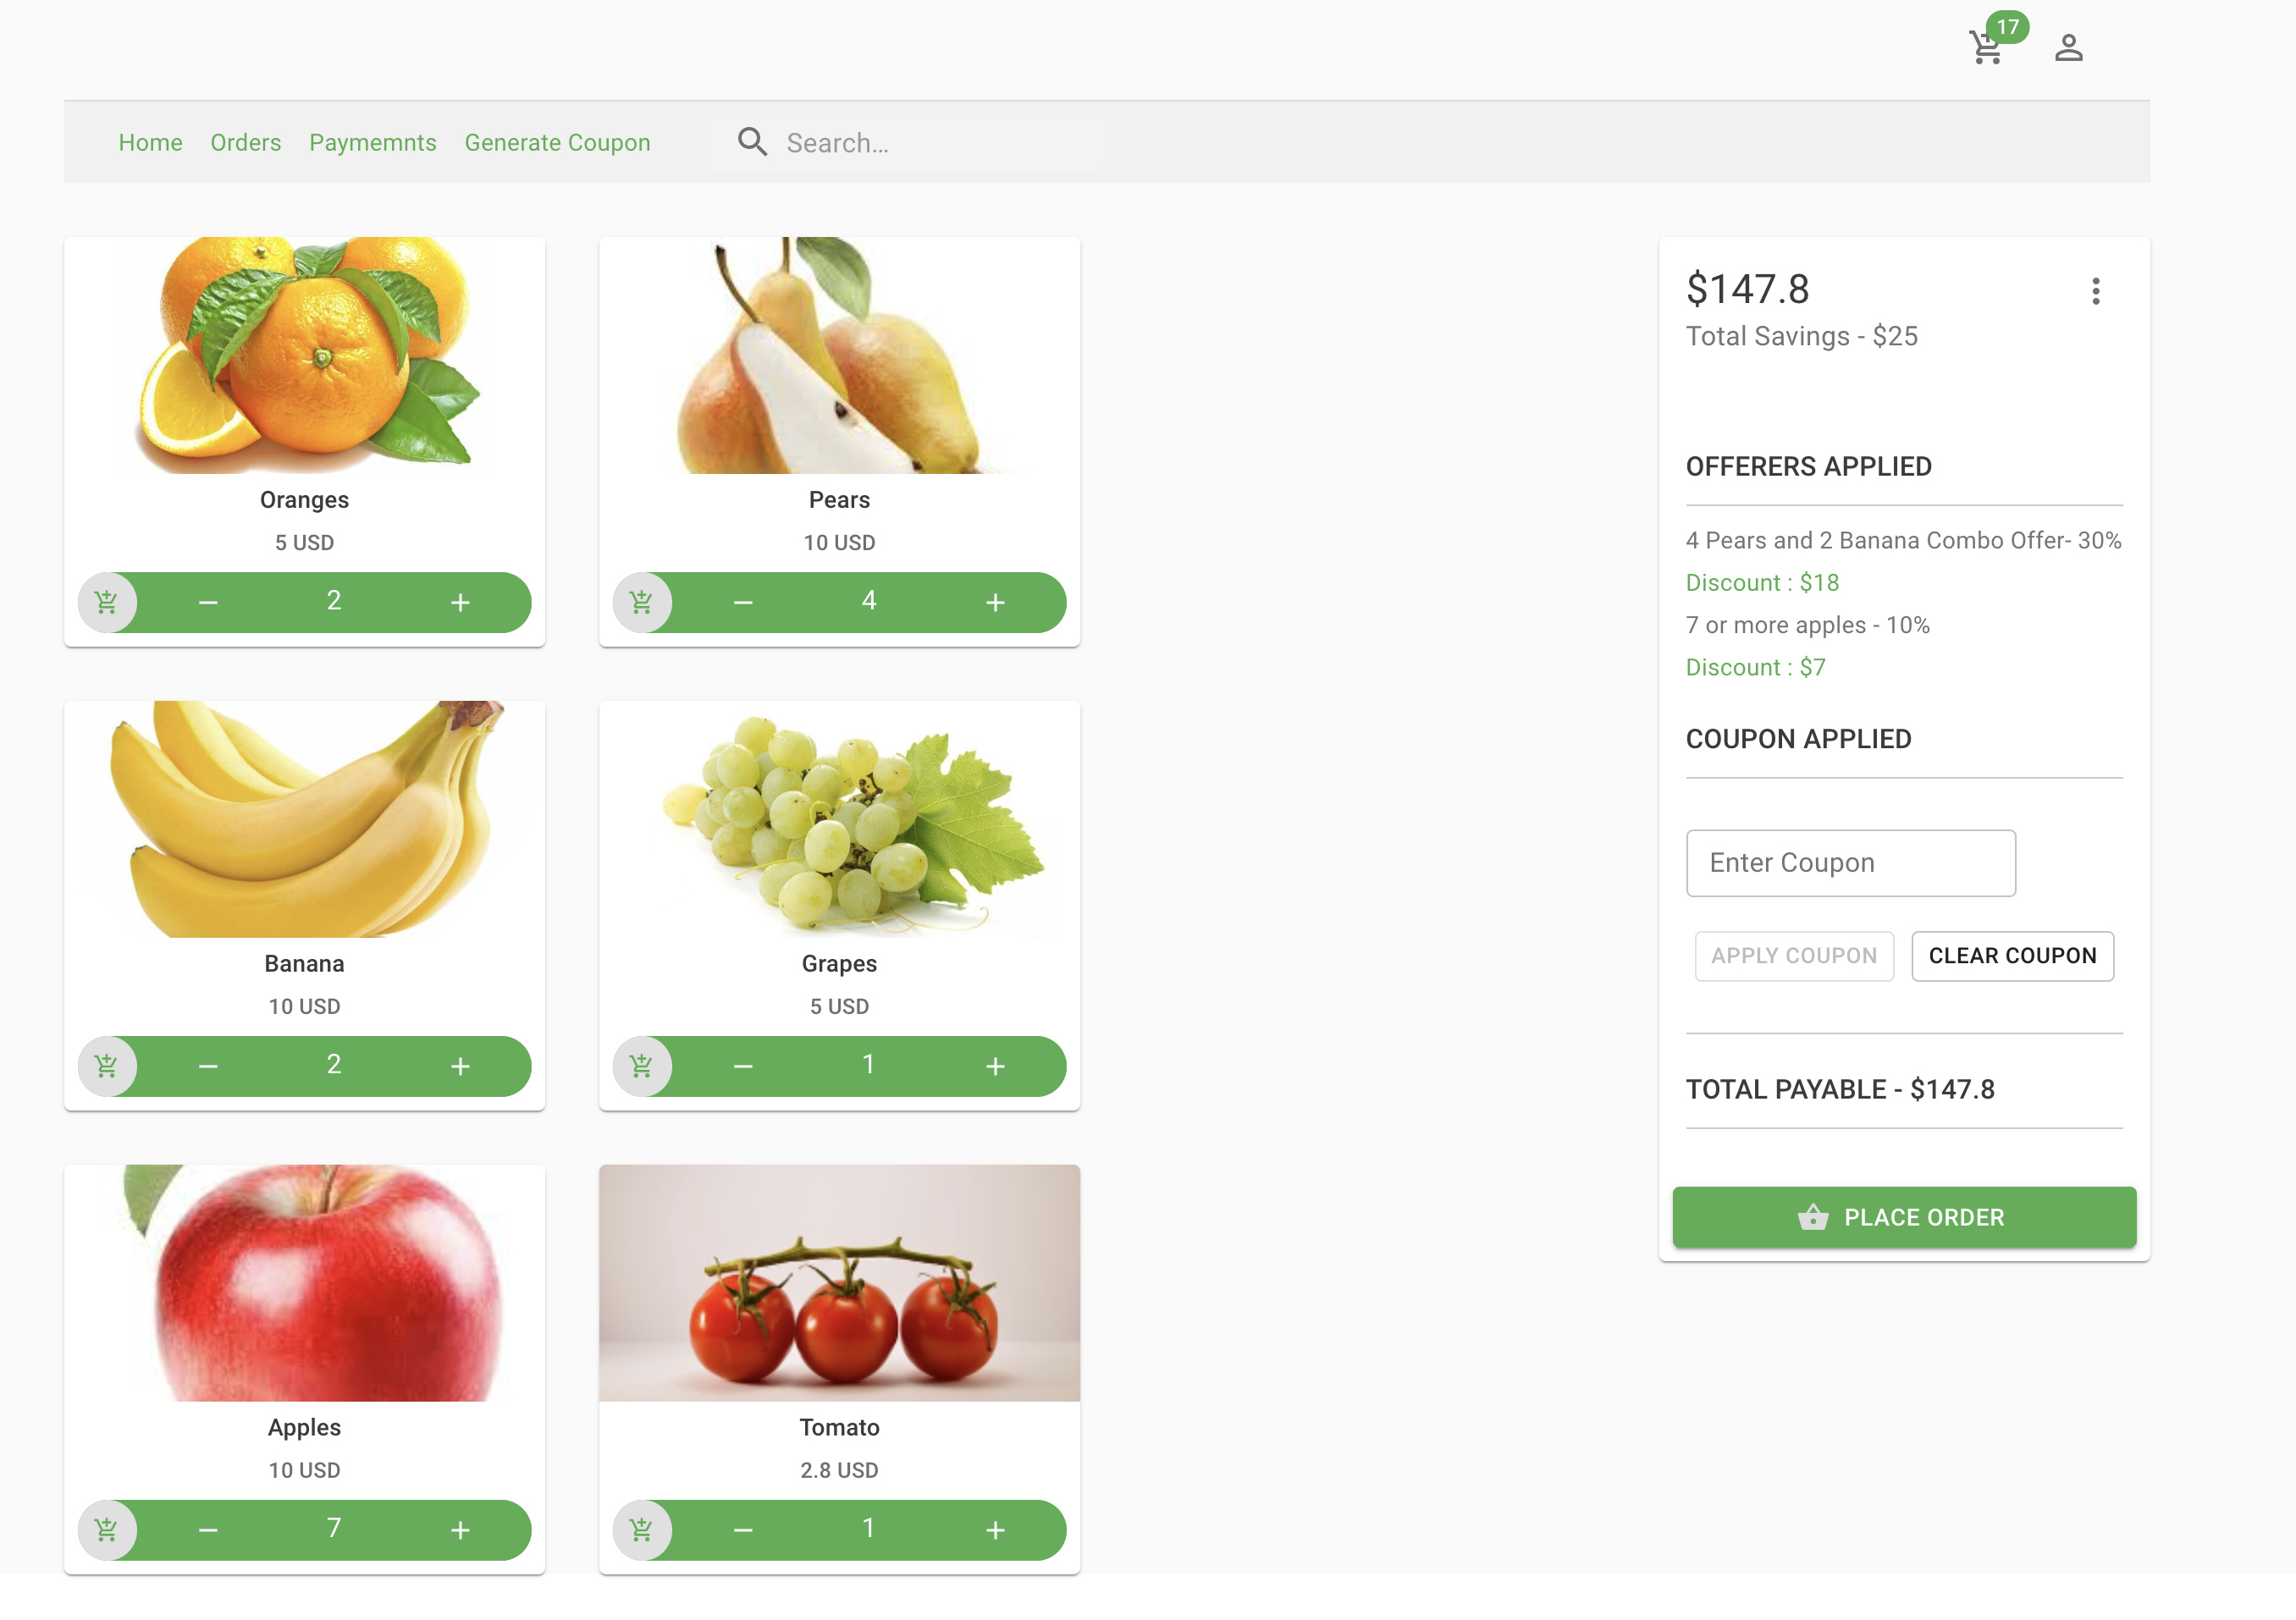 17
Home Orders Paymemnts Generate Coupon Search...
Oranges
5 USD
2
Pears
10 USD
4
Banana
10 USD
2
Grapes
5 USD
1
Apples
10 USD
7
Tomato
2.8 USD
1
$147.8
Total Savings - $25
OFFERERS APPLIED
4 Pears and 2 Banana Combo Offer- 30%
Discount : $18
7 or more apples - 10%
Discount : $7
COUPON APPLIED
Enter Coupon
APPLY COUPON CLEAR COUPON
TOTAL PAYABLE - $147.8
PLACE ORDER